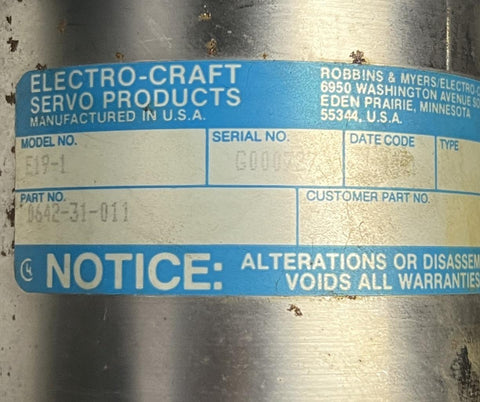 ELECTRO-CRAFT
SERVO PRODUCTS
MANUFACTURED IN U.S.A.
ROBBINS & MYERS/ELECTRO-C
6950 WASHINGTON AVENUE SO
EDEN PRAIRIE, MINNESOTA
55344, U.S.A.
MODEL NO. SERIAL NO. DATE CODE TYPE
E19-1
PART NO. CUSTOMER PART NO.
0642-31-011
NOTICE:
ALTERATIONS OR DISASSEM
VOIDS ALL WARRANTIES